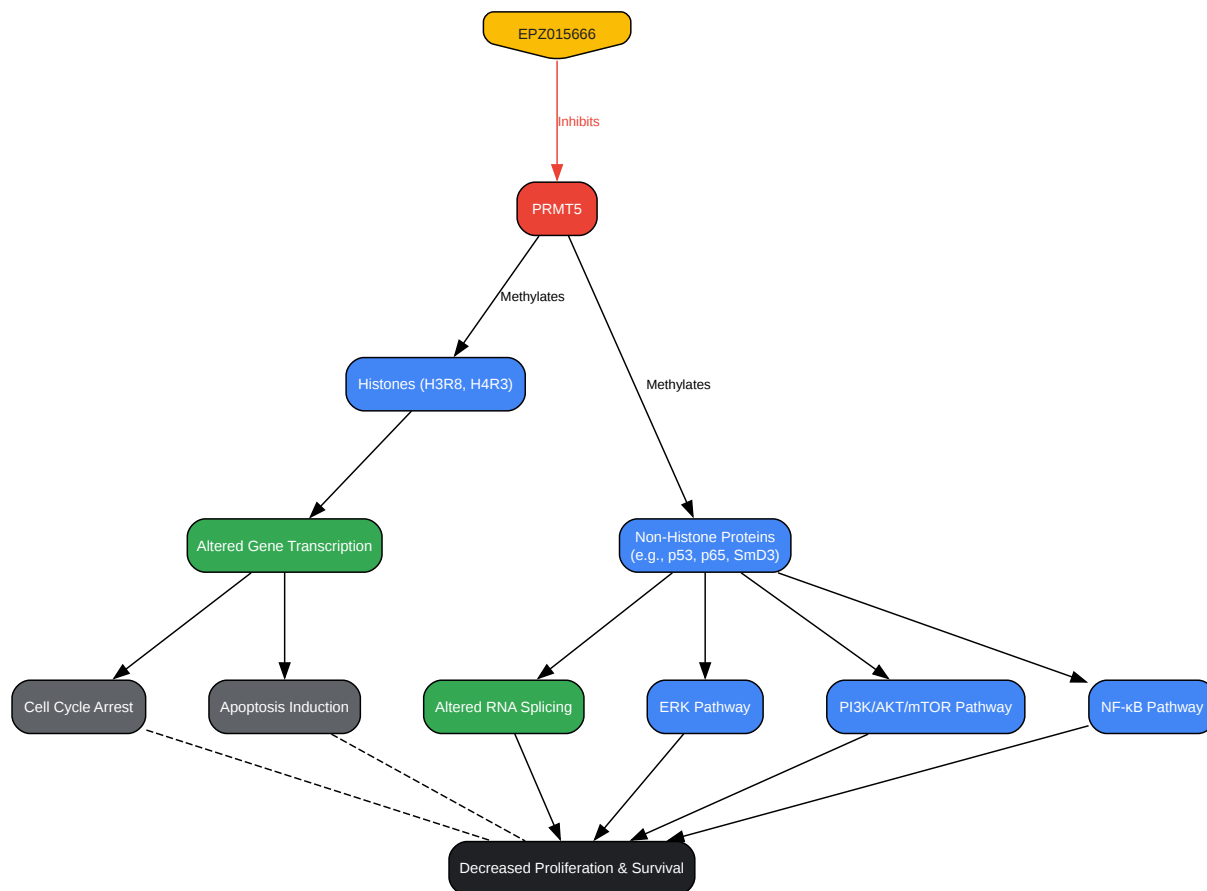 EPZ015666
Inhibits
PRMT5
Methylates
Histones (H3R8, H4R3)
Methylates
Altered Gene Transcription
Non-Histone Proteins
(e.g., p53, p65, SmD3)
Cell Cycle Arrest
Apoptosis Induction
Altered RNA Splicing
ERK Pathway
PI3K/AKT/mTOR Pathway
NF-κB Pathway
Decreased Proliferation & Survival